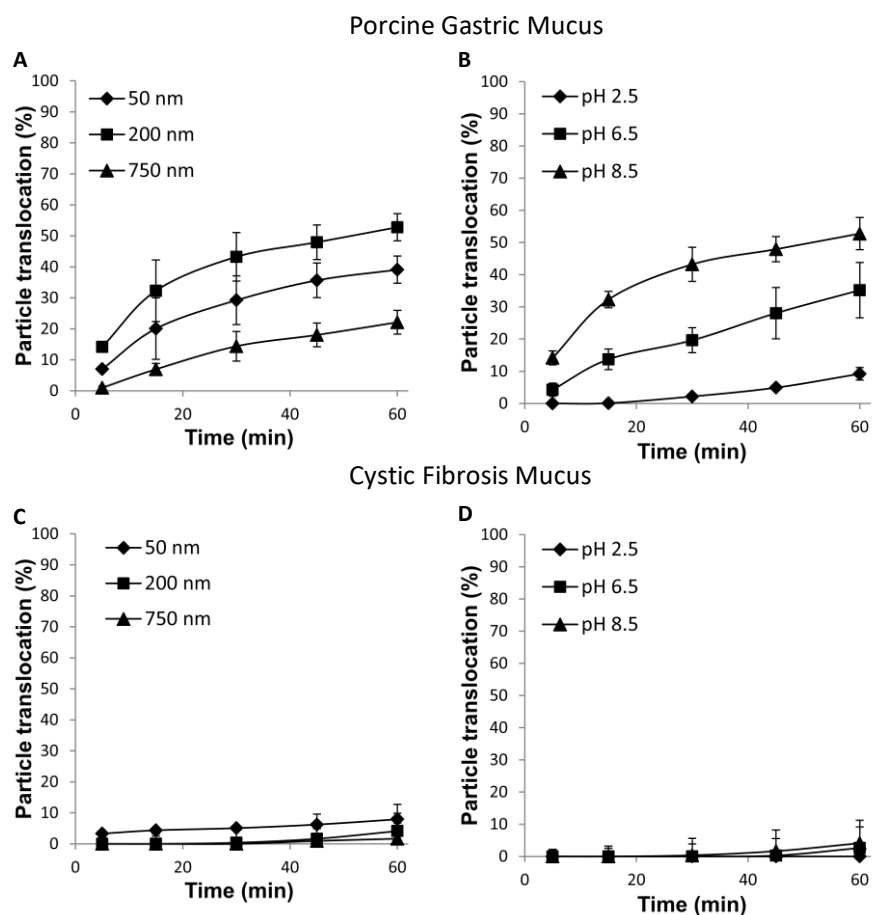 Porcine Gastric Mucus
A
Particle translocation (%)
100
90
80
70
60
50
40
30
20
10
0
50 nm
200 nm
750 nm
0
20
40
60
Time (min)
B
Particle translocation (%)
100
90
80
70
60
50
40
30
20
10
0
pH 2.5
pH 6.5
pH 8.5
0
20
40
60
Time (min)
Cystic Fibrosis Mucus
C
Particle translocation (%)
100
90
80
70
60
50
40
30
20
10
0
50 nm
200 nm
750 nm
0
20
40
60
Time (min)
D
Particle translocation (%)
100
90
80
70
60
50
40
30
20
10
0
pH 2.5
pH 6.5
pH 8.5
0
20
40
60
Time (min)